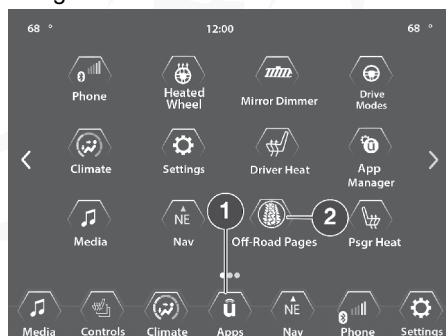 68 ° 12:00 68 °
Phone Heated Wheel Mirror Dimmer Drive Modes
Climate Settings Driver Heat App Manager
NE
1 2
Media Nav Off-Road Pages Psgr Heat
û NE
Media Controls Climate Apps Nav Phone Settings